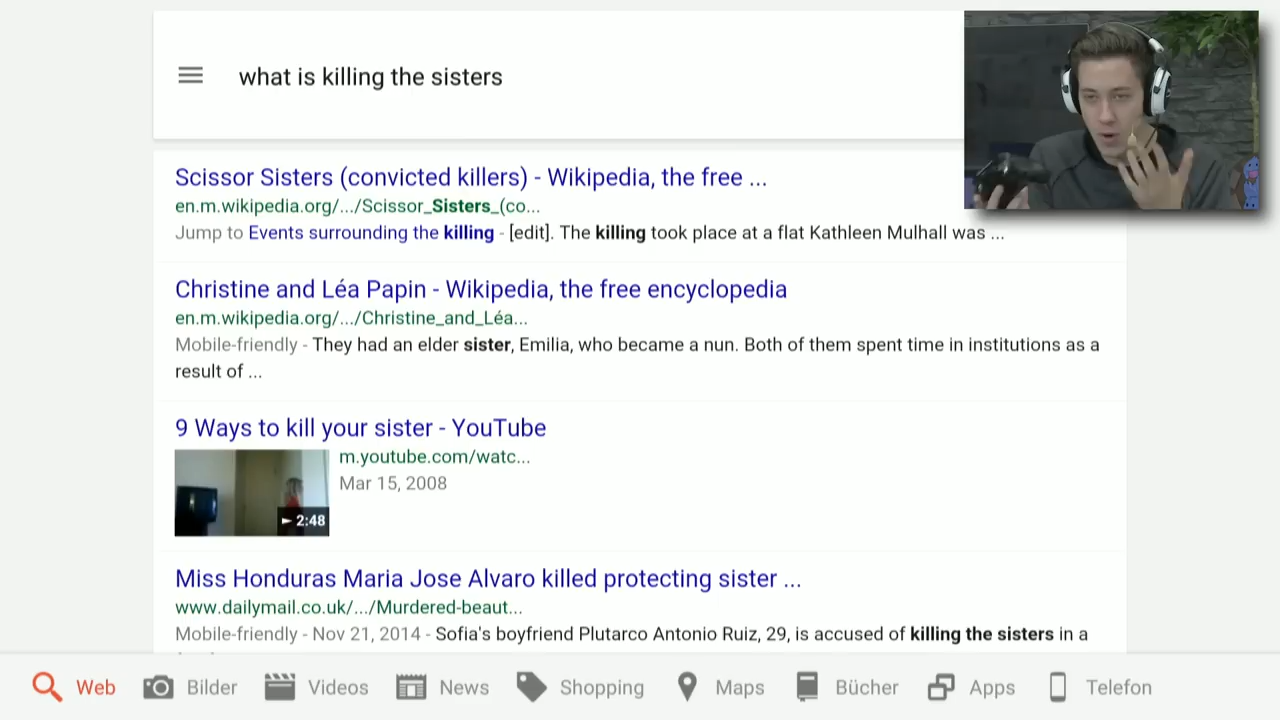 what is killing the sisters
Scissor Sisters (convicted killers) - Wikipedia, the free ...
en.m.wikipedia.org/.../Scissor_Sisters_(co...
Jump to Events surrounding the killing - [edit]. The killing took place at a flat Kathleen Mulhall was ...
Christine and Léa Papin - Wikipedia, the free encyclopedia
en.m.wikipedia.org/.../Christine_and_Léa...
Mobile-friendly - They had an elder sister, Emilia, who became a nun. Both of them spent time in institutions as a
result of ...
9 Ways to kill your sister - YouTube
m.youtube.com/watc...
Mar 15, 2008
2:48
Miss Honduras Maria Jose Alvaro killed protecting sister ...
www.dailymail.co.uk/.../Murdered-beaut...
Mobile-friendly - Nov 21, 2014 - Sofia's boyfriend Plutarco Antonio Ruiz, 29, is accused of killing the sisters in a
Web Bilder Videos News Shopping Maps Bücher Apps Telefon